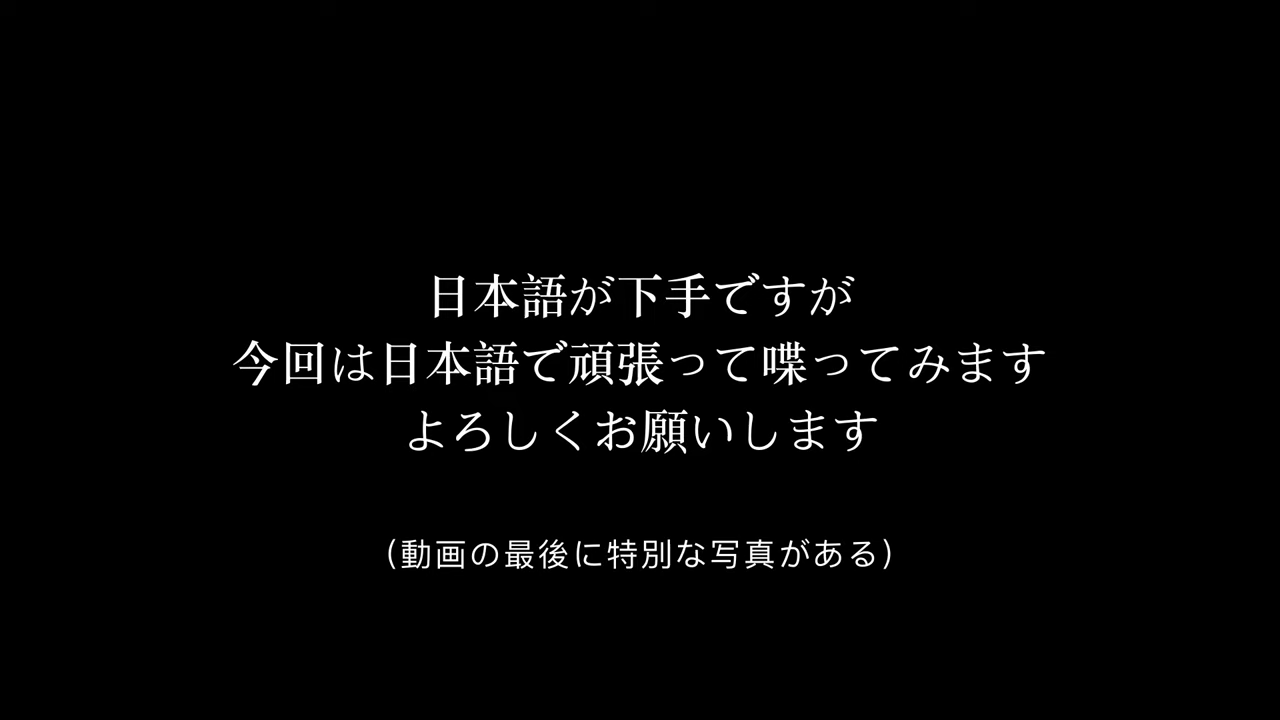 日本語が下手ですが
今回は日本語で頑張って喋ってみます
よろしくお願いします
（動画の最後に特別な写真がある）